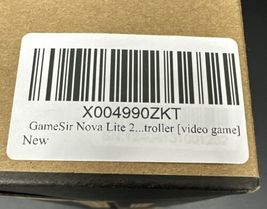 X004990ZKT
GameSir Nova Lite 2...troller [video game]
New